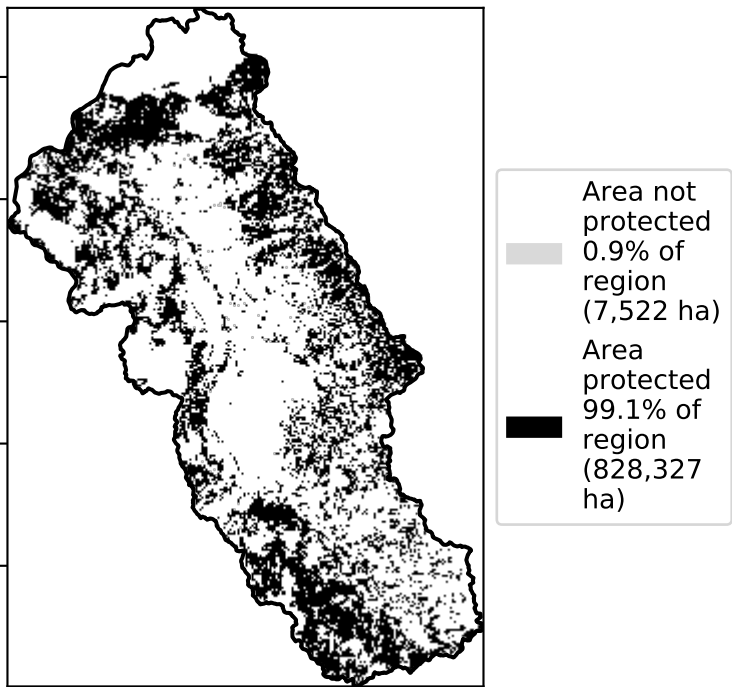 Area not
protected
0.9% of
region
(7,522 ha)
Area
protected
99.1% of
region
(828,327
ha)